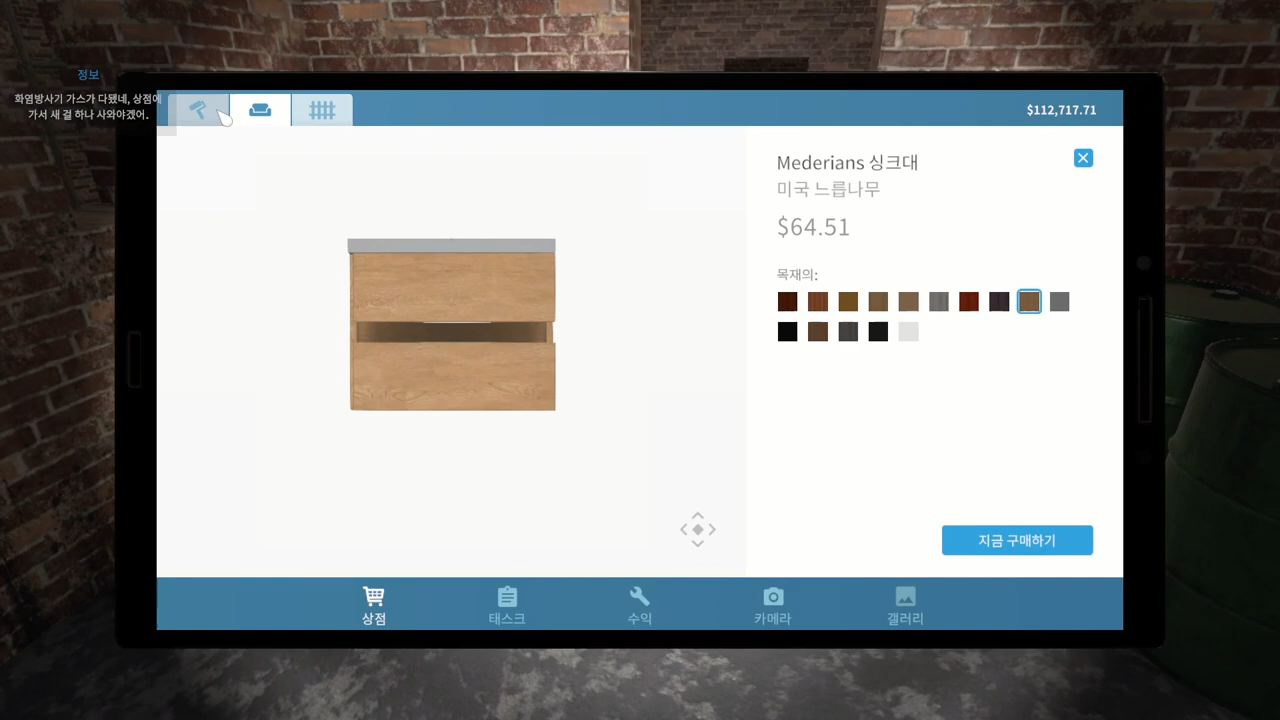 정보
화염방사기 가스가 다됐네, 상점에
가서 새 걸 하나 사와야겠어.
$112,717.71
Mederians 싱크대
미국 느릅나무
$64.51
목재의:
지금 구매하기
상점
태스크
수익
카메라
갤러리